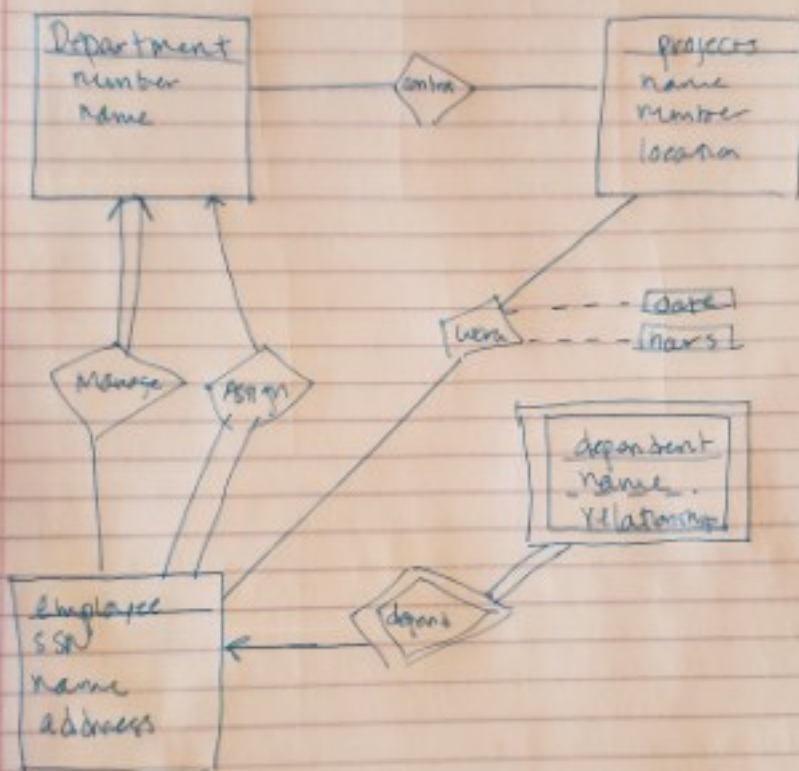 Department
number
name
control
projects
name
number
location
Manage
Assign
work
date
hours
dependent
name
relationship
depend
employee
SSN
name
address